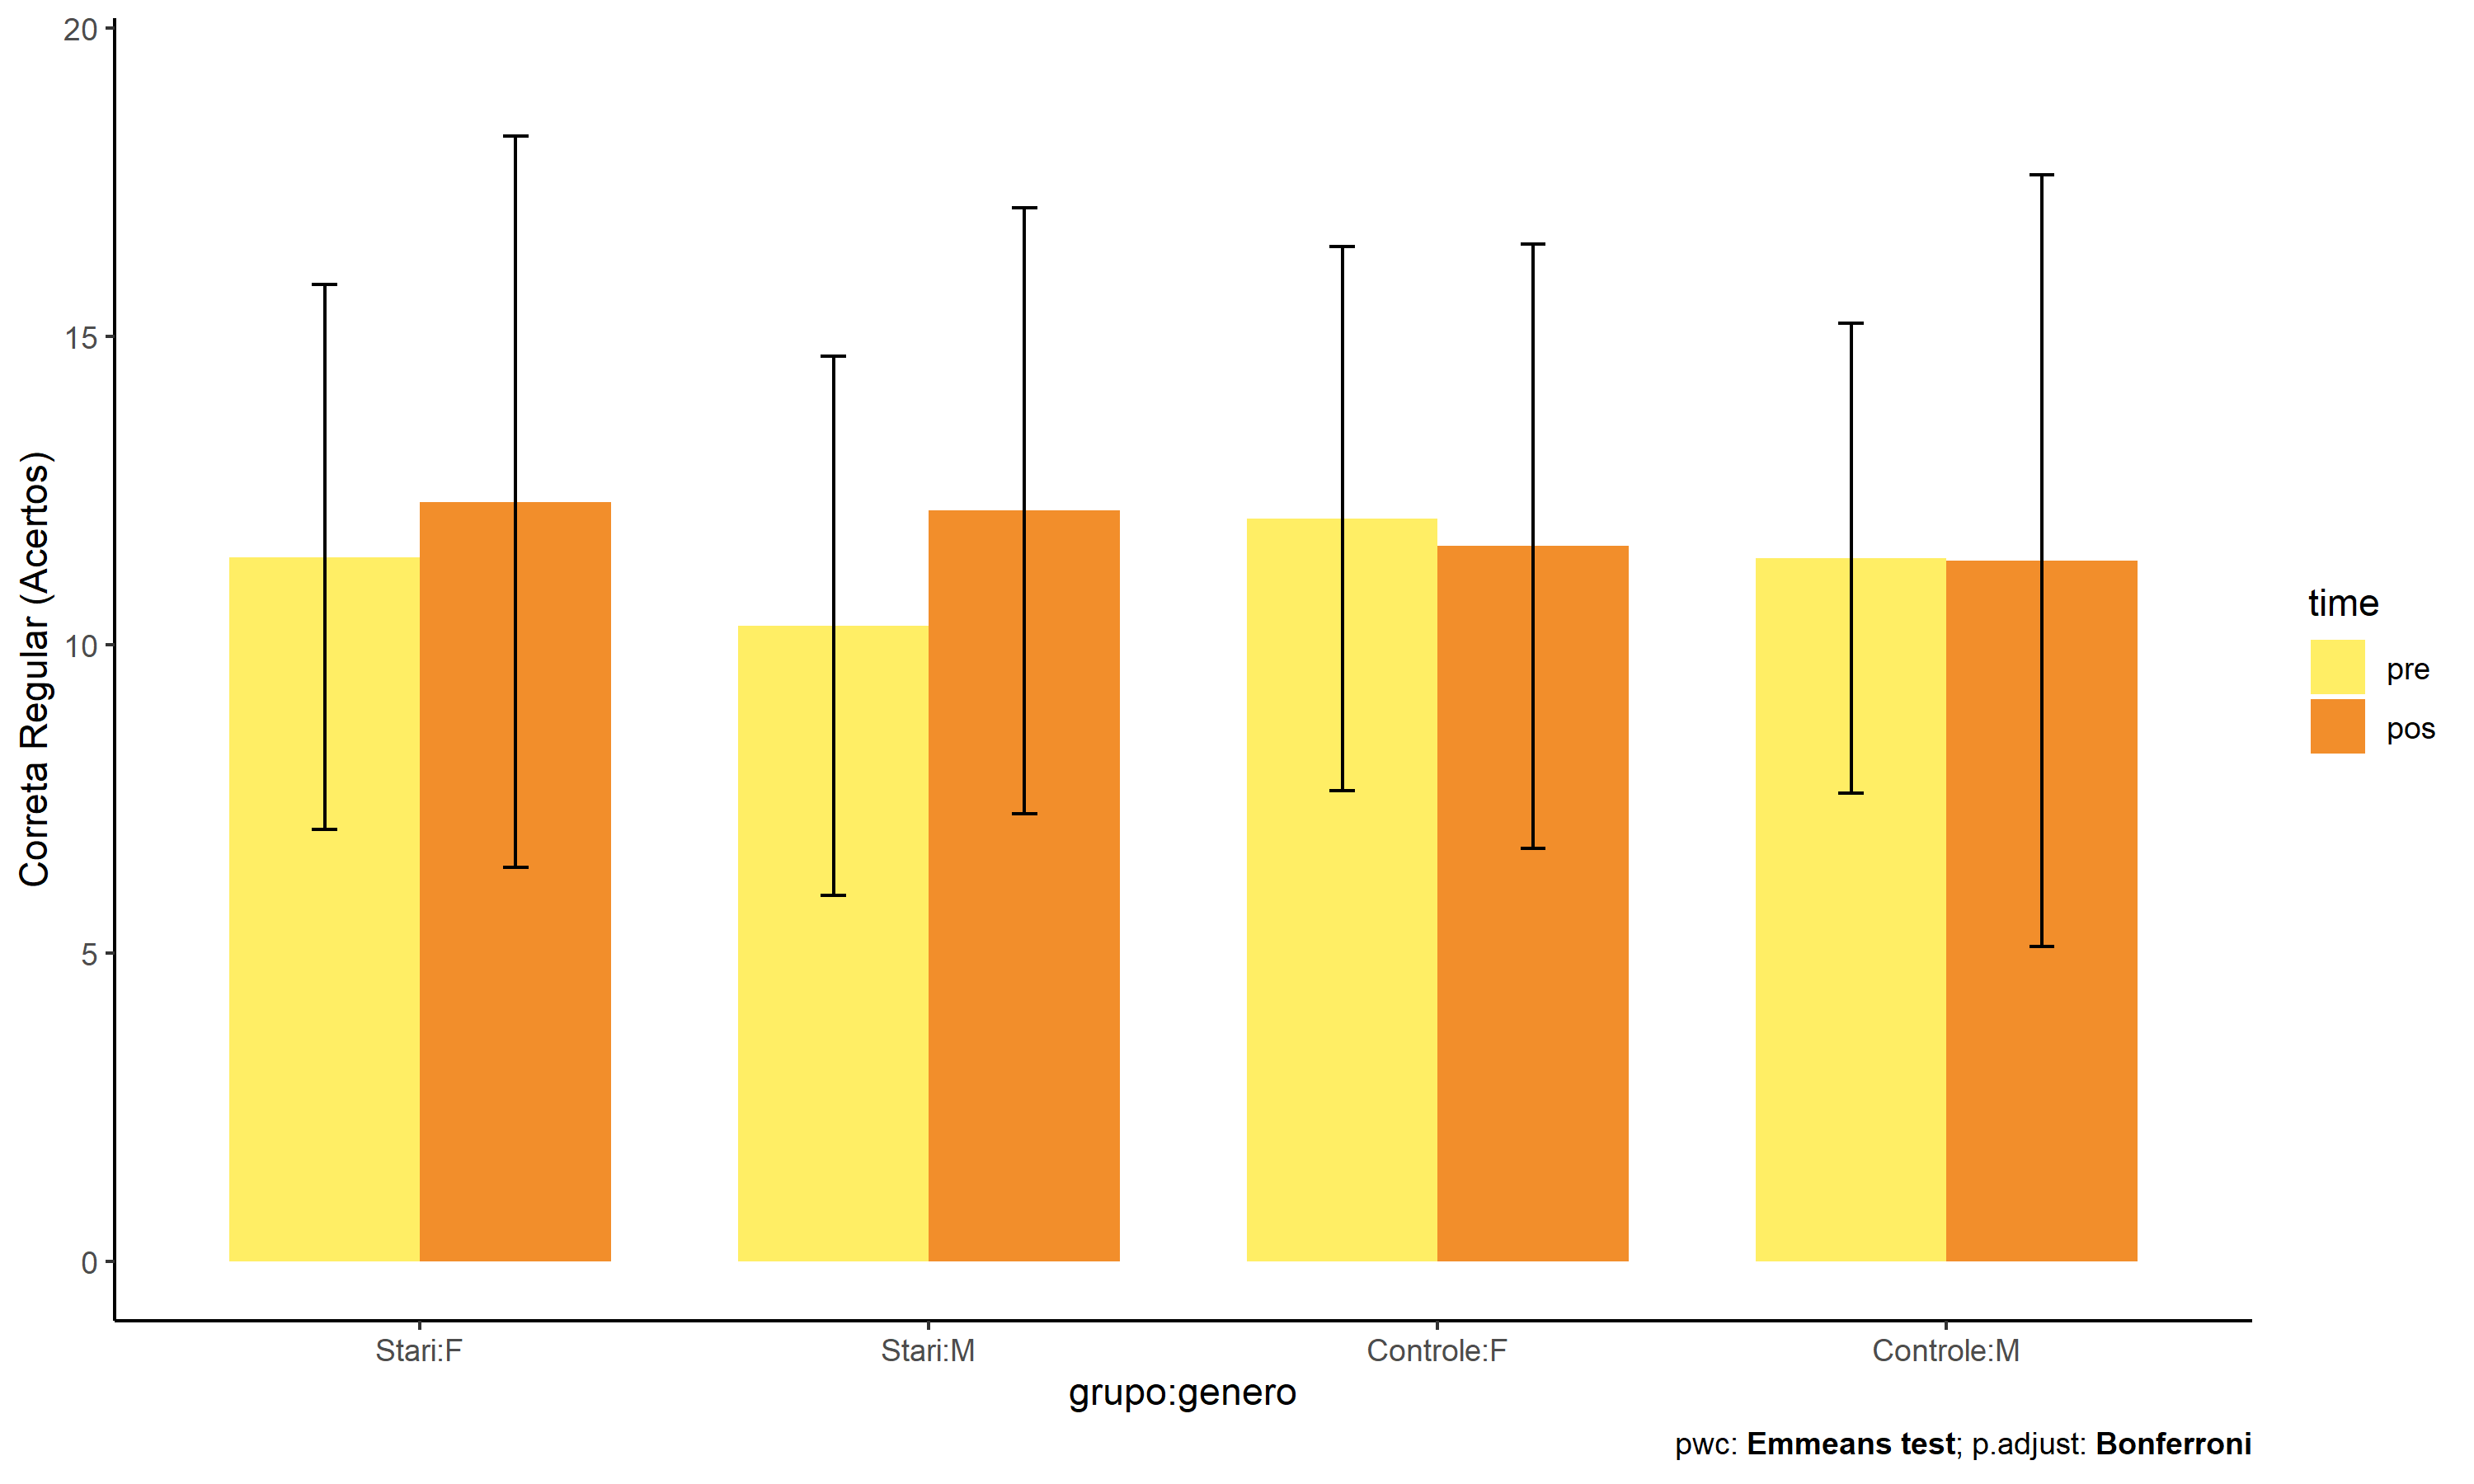 20
15
10
5
0
Correta Regular (Acertos)
Stari:F
Stari:M
Controle:F
Controle:M
grupo:genero
time
pre
pos
pwc: Emmeans test; p.adjust: Bonferroni